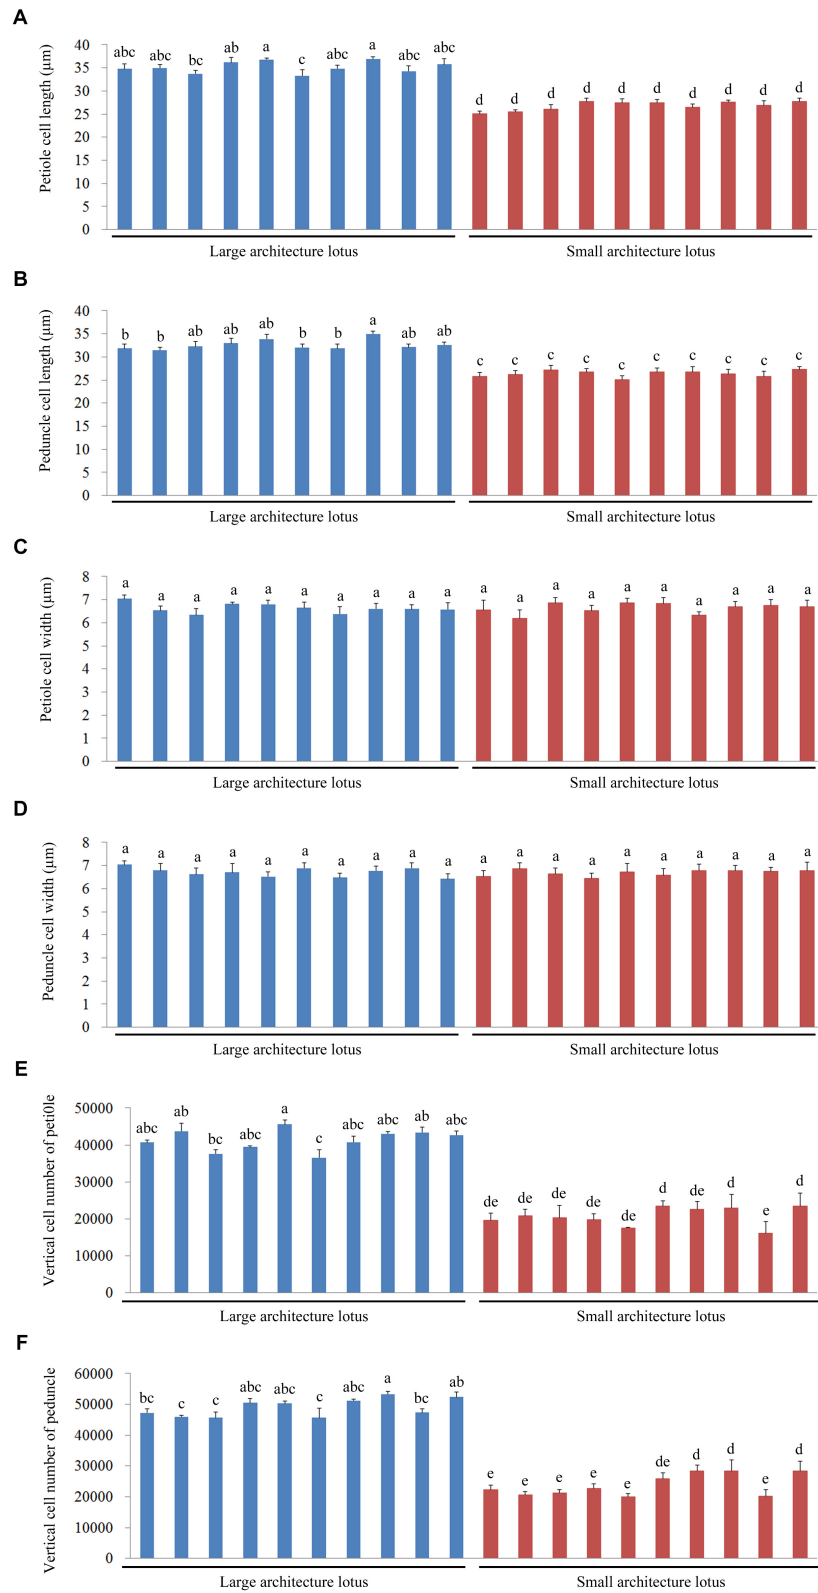 A
Petiole cell length (µm)
40
35
30
25
20
15
10
5
0
abc abc bc ab a c abc a abc abc
d d d d d d d d d d
Large architecture lotus Small architecture lotus
B
Peduncle cell length (µm)
40
35
30
25
20
15
10
5
0
b b ab ab ab b b a ab ab
c c c c c c c c c c
Large architecture lotus Small architecture lotus
C
Petiole cell width (µm)
8
7
6
5
4
3
2
1
0
a a a a a a a a a a
a a a a a a a a a a
Large architecture lotus Small architecture lotus
D
Peduncle cell width (µm)
8
7
6
5
4
3
2
1
0
a a a a a a a a a a
a a a a a a a a a a
Large architecture lotus Small architecture lotus
E
Vertical cell number of peti0le
50000
40000
30000
20000
10000
0
abc ab bc abc a c abc abc ab abc
de de de de de d de d e d
Large architecture lotus Small architecture lotus
F
Vertical cell number of peduncle
60000
50000
40000
30000
20000
10000
0
bc c c abc abc c abc a bc ab
e e e e e de d d e d
Large architecture lotus Small architecture lotus